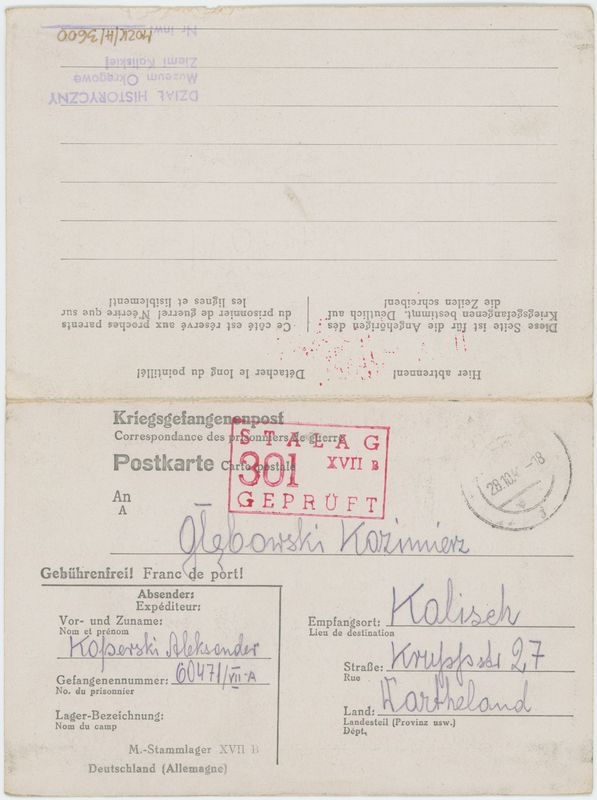 DZIAŁ HISTORYCZNY
Muzeum Okręgowe
Ziemi Kaliskiej
Nr inw. MOZK/H/3600
Diese Seite ist für die Angehörigen des
Kriegsgefangenen bestimmt. Deutlich auf
die Zeilen schreiben!
Ce côté est réservé aux proches parents
du prisonnier de guerre! N'écrire que sur
les lignes et lisiblement!
Hier abtrennen!
Détacher le long du pointillé!
Kriegsgefangenenpost
Correspondance des prisonniers de guerre
Postkarte Carte postale
STALAG
301 XVII B
GEPRÜFT
28.10. -18
An
A
Głębowski Kazimierz
Gebührenfrei! Franc de port!
Absender:
Expéditeur:
Vor- und Zuname:
Nom et prénom
Koperski Aleksander
Gefangenennummer: 60471/VII-A
No. du prisonnier
Lager-Bezeichnung:
Nom du camp
M.-Stammlager XVII B
Deutschland (Allemagne)
Empfangsort: Kalisch
Lieu de destination
Straße: Kruppstr 27
Rue
Land: Wartheland
Landesteil (Provinz usw.)
Dépt.